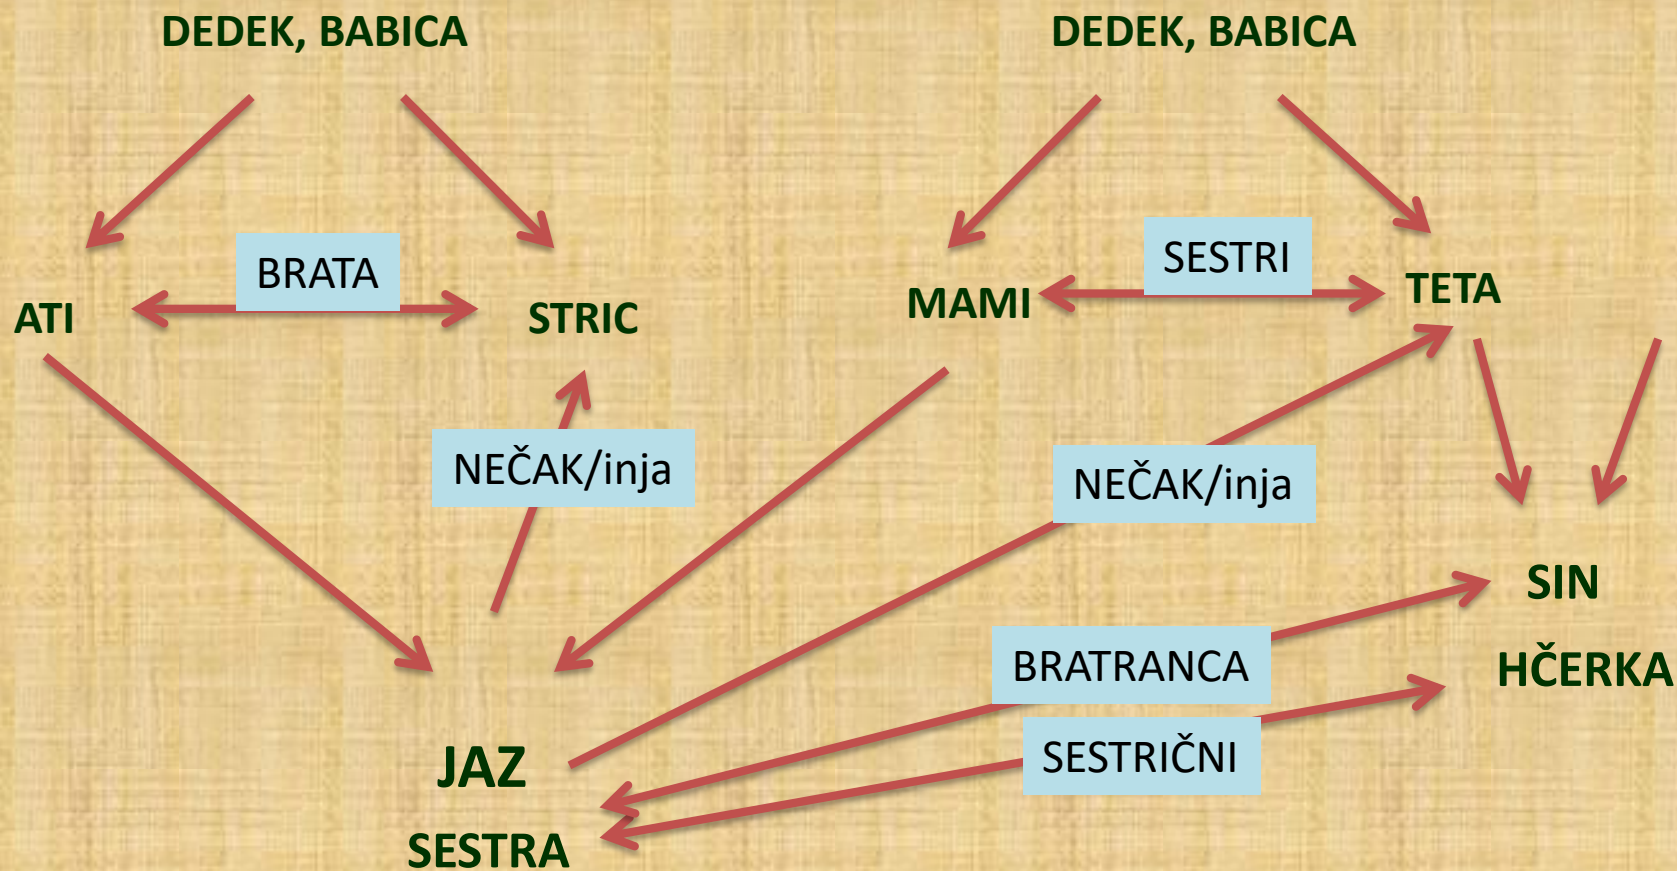 DEDEK, BABICA
DEDEK, BABICA
BRATA
SESTRI
ATI
STRIC
MAMI
TETA
NEČAK/inja
NEČAK/inja
SIN
BRATRANCA
HČERKA
JAZ
SESTRIČNI
SESTRA